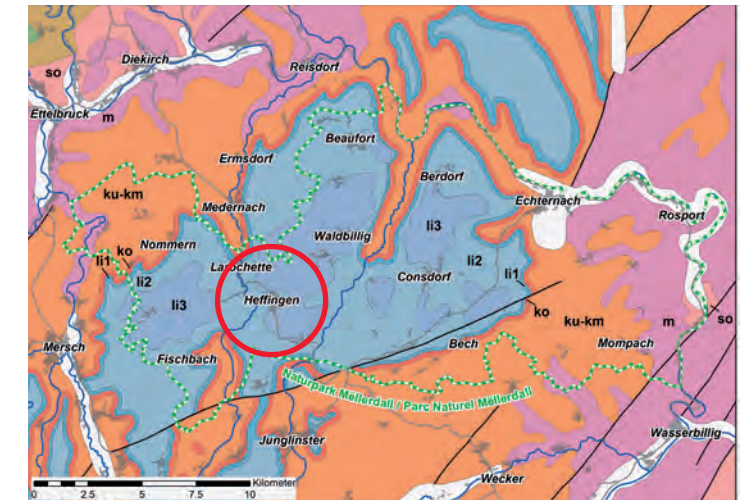 so
Diekirch
Reisdorf
Ettelbruck
m
Beaufort
Ermsdorf
Berdorf
ku-km
Medernach
Echternach
Rosport
Nommern
Waldbillig
li3
li1
ko
li2
Larochette
li2
li1
li3
Heffingen
Consdorf
ko
ku-km
m
so
Mersch
Fischbach
Bech
Mompach
Naturpark Mëllerdall / Parc Naturel Mëllerdall
Junglinster
Wasserbillig
Wecker
Kilometer
0 2.5 5 7.5 10